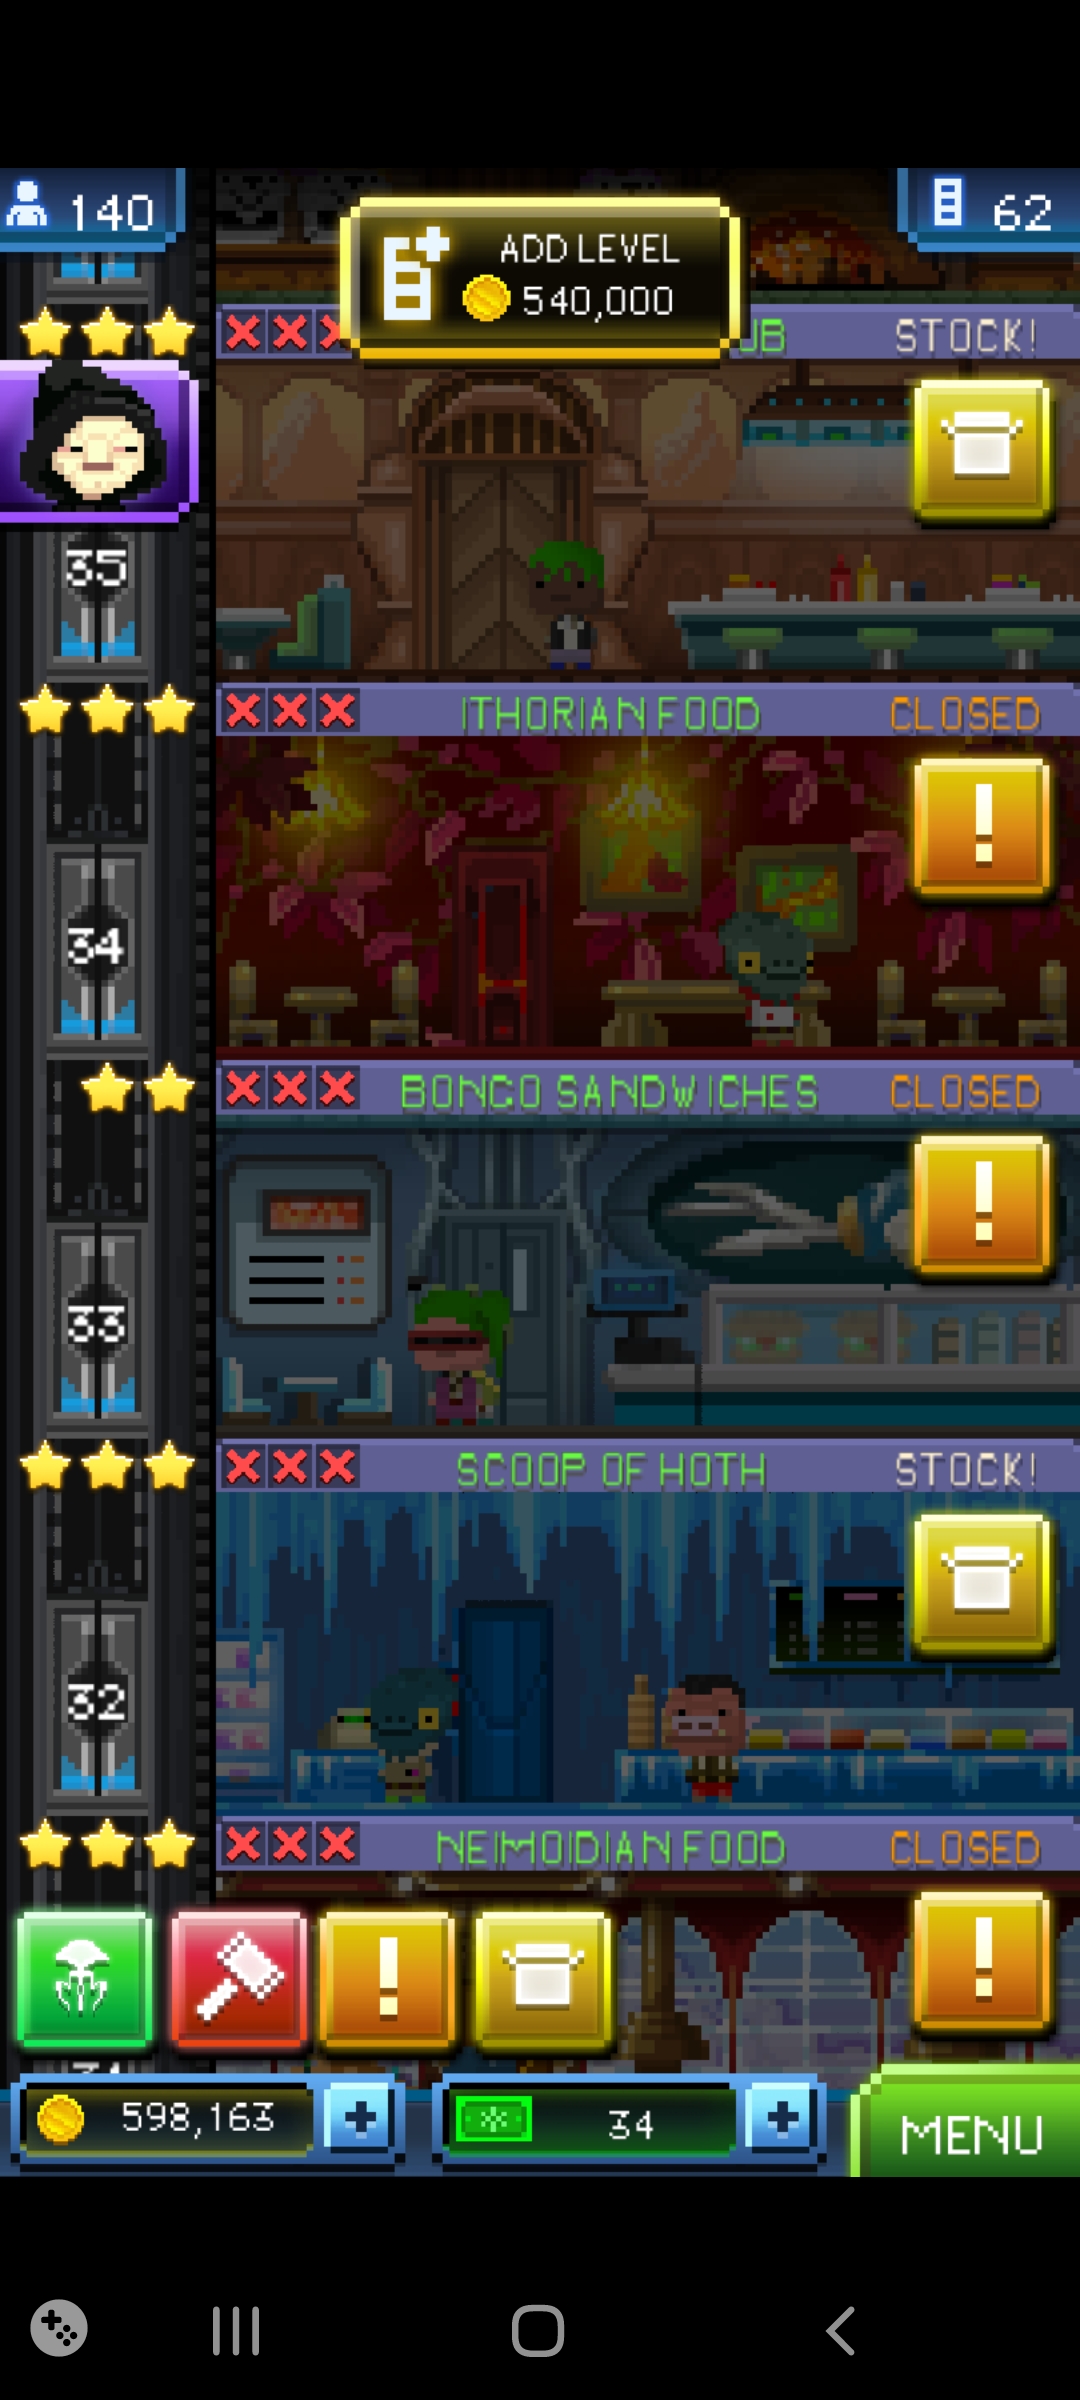 140
ADD LEVEL
540,000
62
UB
STOCK!
35
ITHORIAN FOOD
CLOSED
!
34
BONGO SANDWICHES
CLOSED
!
33
SCOOP OF HOTH
STOCK!
32
NEIMOIDIAN FOOD
CLOSED
!
!
598,163
+
34
+
MENU